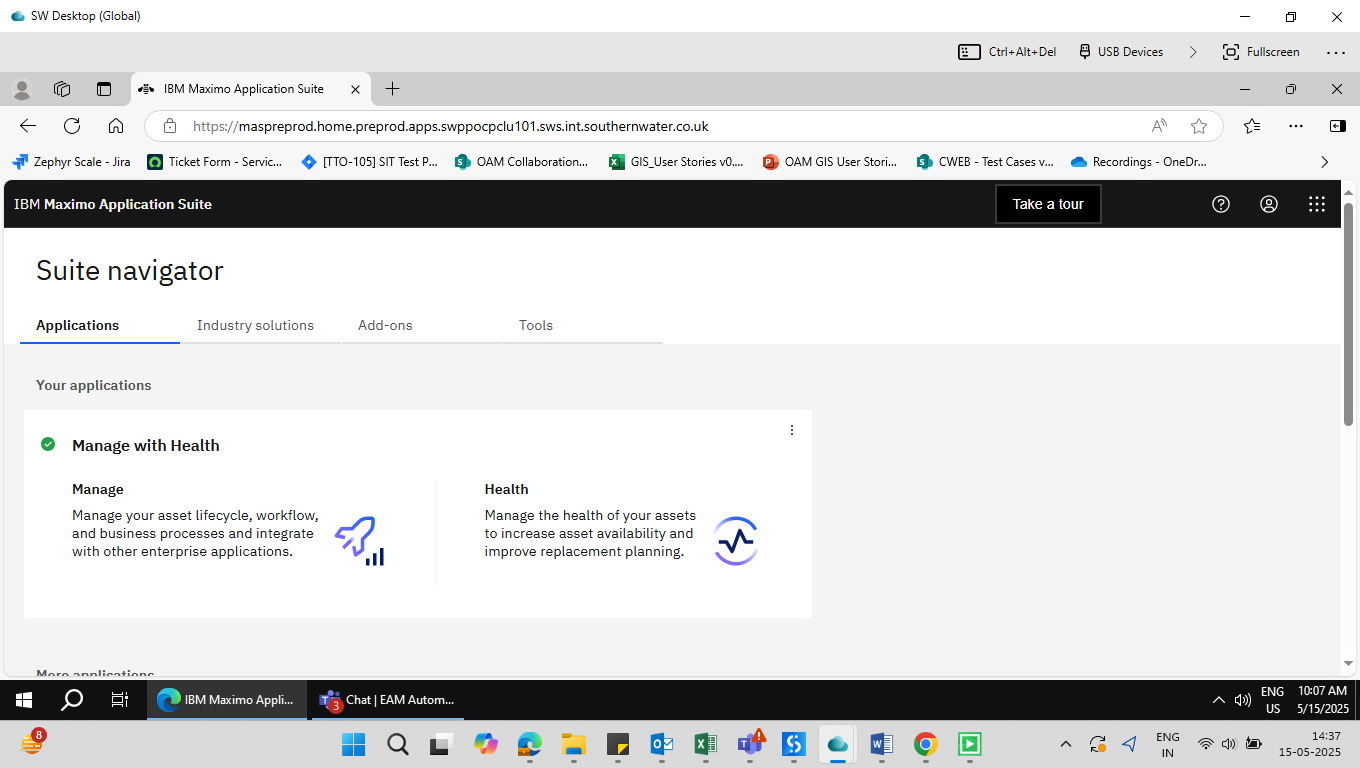 SW Desktop (Global)
Ctrl+Alt+Del USB Devices Fullscreen
IBM Maximo Application Suite
https://maspreprod.home.preprod.apps.swppocpclu101.sws.int.southernwater.co.uk
Zephyr Scale - Jira Ticket Form - Servic... [TTO-105] SIT Test P... OAM Collaboration... GIS_User Stories v0.... OAM GIS User Stori... CWEB - Test Cases v... Recordings - OneDr...
IBM Maximo Application Suite Take a tour
Suite navigator
Applications Industry solutions Add-ons Tools
Your applications
Manage with Health
Manage
Manage your asset lifecycle, workflow,
and business processes and integrate
with other enterprise applications.
Health
Manage the health of your assets
to increase asset availability and
improve replacement planning.
More applications
IBM Maximo Appli... 3 Chat | EAM Autom... ENG US 10:07 AM 5/15/2025
8 ENG IN 14:37 15-05-2025